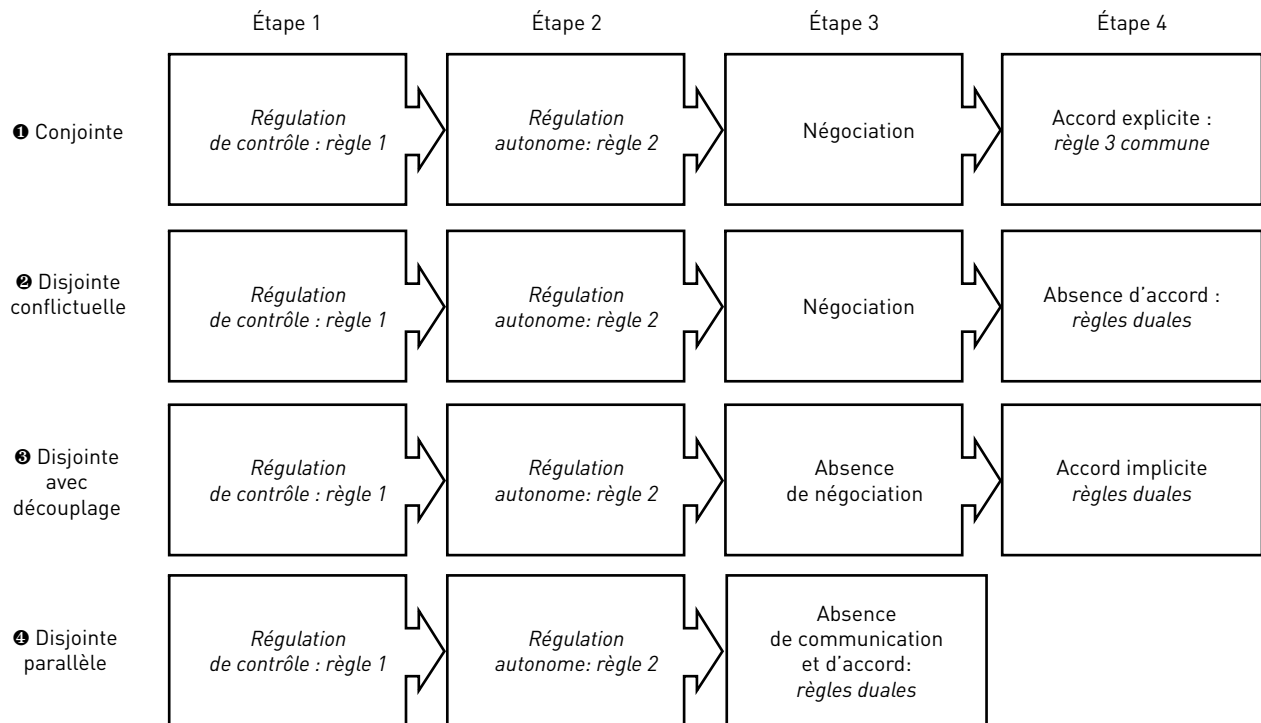 Étape 1
Étape 2
Étape 3
Étape 4
❶ Conjointe
Régulation
de contrôle : règle 1
Régulation
autonome: règle 2
Négociation
Accord explicite :
règle 3 commune
❷ Disjointe
conflictuelle
Régulation
de contrôle : règle 1
Régulation
autonome: règle 2
Négociation
Absence d'accord :
règles duales
❸ Disjointe
avec
découplage
Régulation
de contrôle : règle 1
Régulation
autonome: règle 2
Absence
de négociation
Accord implicite
règles duales
❹ Disjointe
parallèle
Régulation
de contrôle : règle 1
Régulation
autonome: règle 2
Absence
de communication
et d'accord:
règles duales